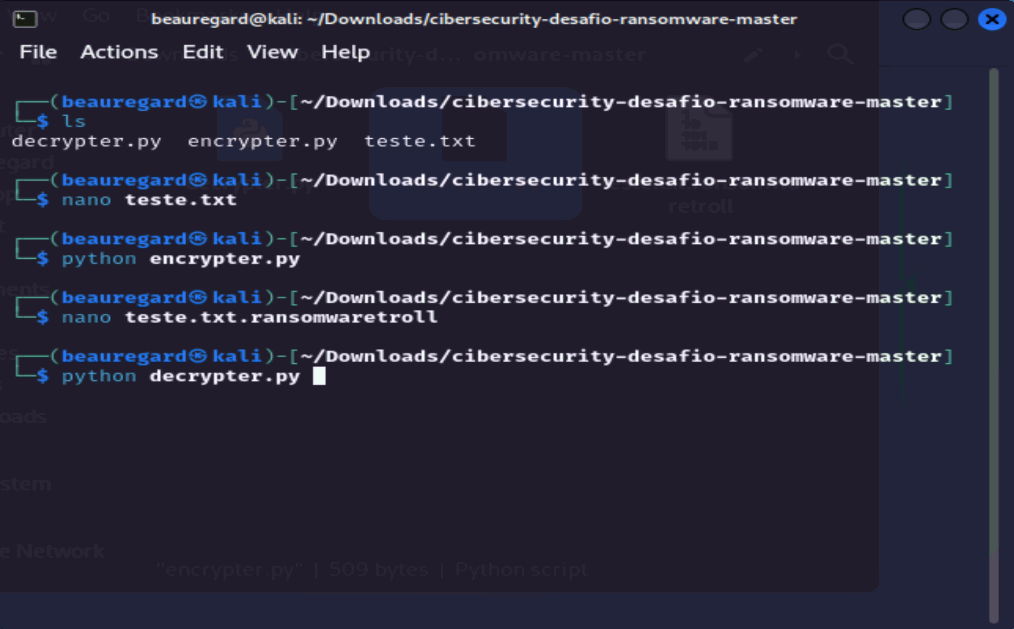 beauregard@kali: ~/Downloads/cibersecurity-desafio-ransomware-master
File Actions Edit View Help
(beauregard㉿kali)-[~/Downloads/cibersecurity-desafio-ransomware-master]
$ ls
decrypter.py encrypter.py teste.txt
(beauregard㉿kali)-[~/Downloads/cibersecurity-desafio-ransomware-master]
$ nano teste.txt
(beauregard㉿kali)-[~/Downloads/cibersecurity-desafio-ransomware-master]
$ python encrypter.py
(beauregard㉿kali)-[~/Downloads/cibersecurity-desafio-ransomware-master]
$ nano teste.txt.ransomwaretroll
(beauregard㉿kali)-[~/Downloads/cibersecurity-desafio-ransomware-master]
$ python decrypter.py
retroll
e Network
"encrypter.py" | 509 bytes | Python script